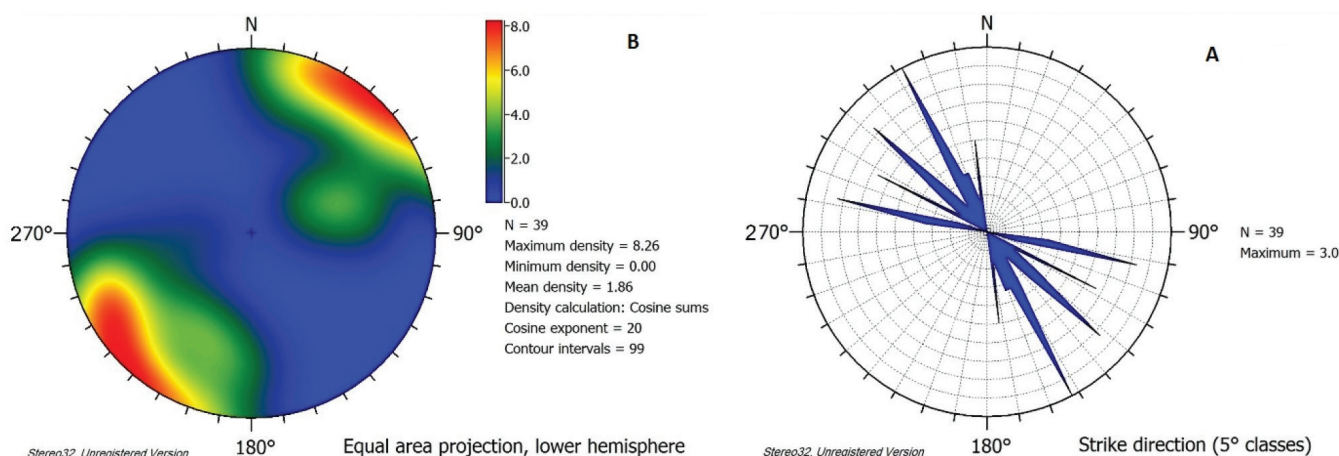 N
B
8.0
6.0
4.0
2.0
0.0
270°
90°
N = 39
Maximum density = 8.26
Minimum density = 0.00
Mean density = 1.86
Density calculation: Cosine sums
Cosine exponent = 20
Contour intervals = 99
180°
Equal area projection, lower hemisphere
Stereo32, Unregistered Version
N
A
270°
90°
N = 39
Maximum = 3.0
180°
Strike direction (5° classes)
Stereo32, Unregistered Version